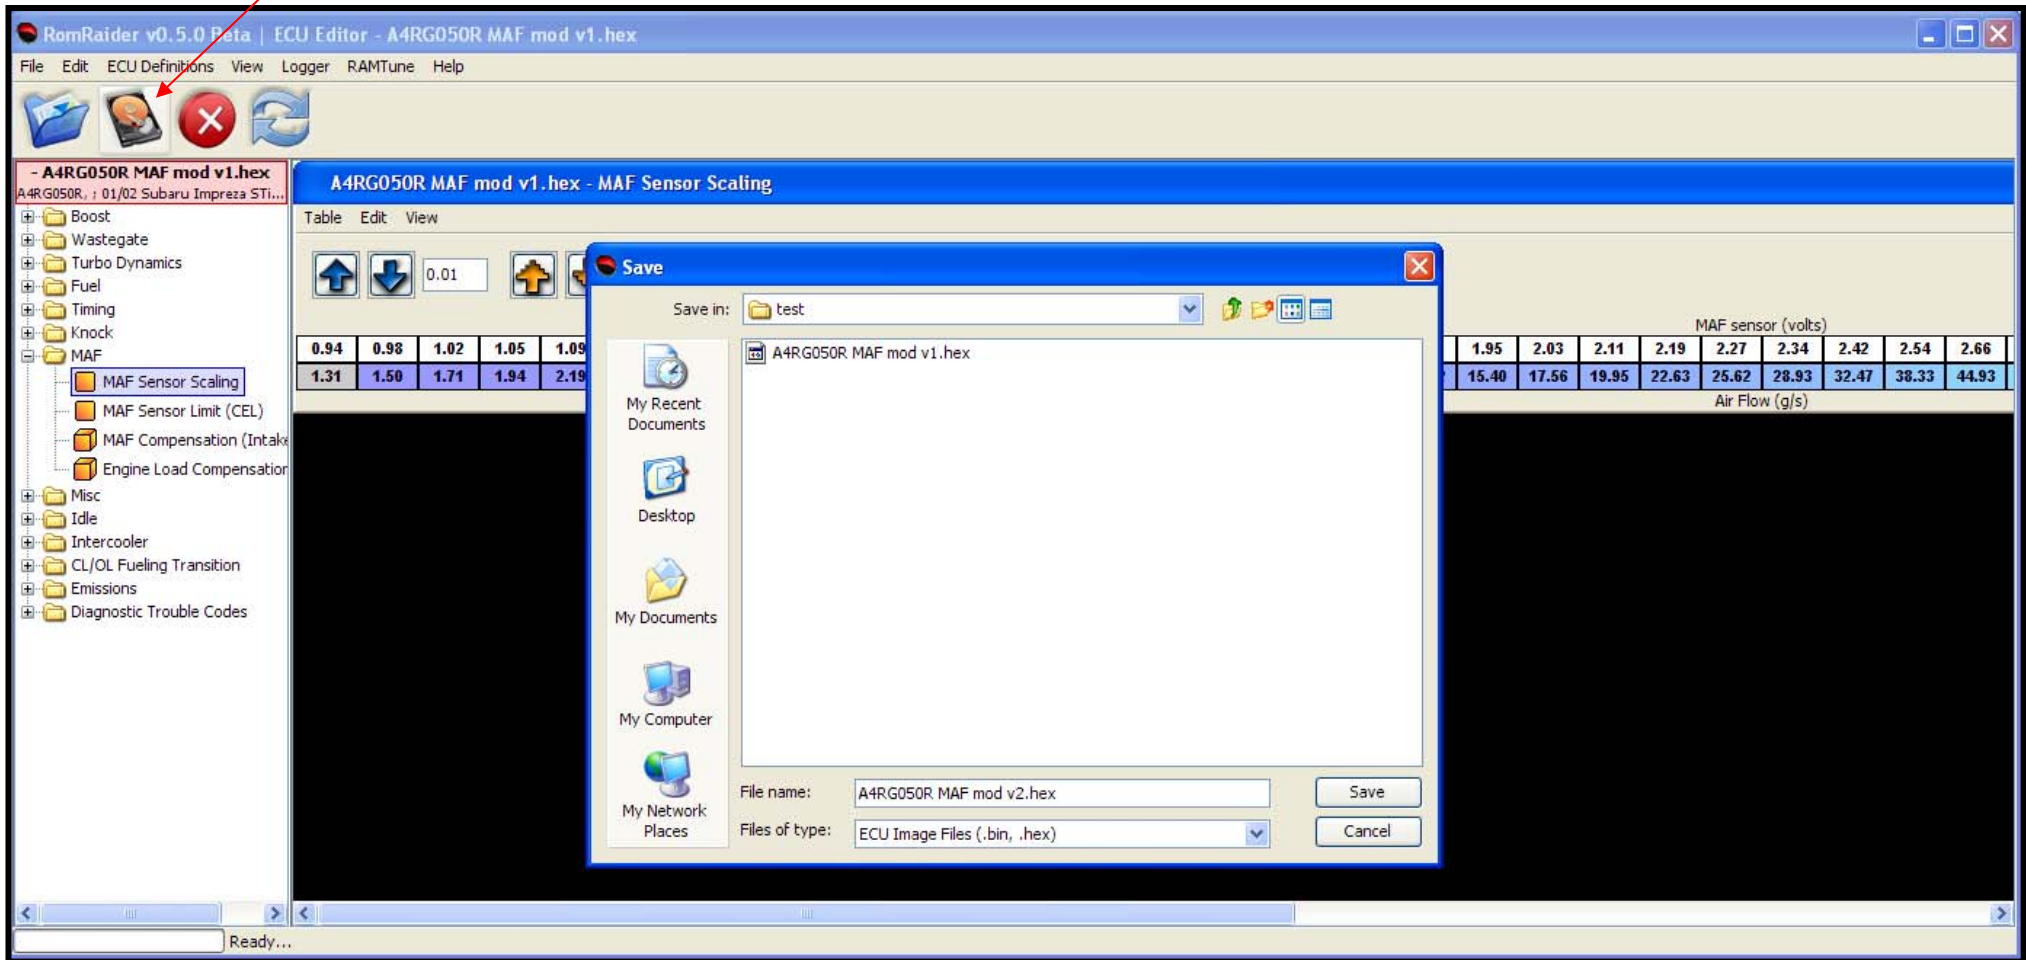 RomRaider v0.5.0 Beta | ECU Editor - A4RG050R MAF mod v1.hex
File Edit ECU Definitions View Logger RAMTune Help
- A4RG050R MAF mod v1.hex
A4RG050R, ; 01/02 Subaru Impreza STi...
Boost
Wastegate
Turbo Dynamics
Fuel
Timing
Knock
MAF
MAF Sensor Scaling
MAF Sensor Limit (CEL)
MAF Compensation (Intake
Engine Load Compensation
Misc
Idle
Intercooler
CL/OL Fueling Transition
Emissions
Diagnostic Trouble Codes
A4RG050R MAF mod v1.hex - MAF Sensor Scaling
Table Edit View
0.01
MAF sensor (volts)
0.94 0.98 1.02 1.05 1.09 1.95 2.03 2.11 2.19 2.27 2.34 2.42 2.54 2.66
1.31 1.50 1.71 1.94 2.19 15.40 17.56 19.95 22.63 25.62 28.93 32.47 38.33 44.93
Air Flow (g/s)
Save
Save in: test
A4RG050R MAF mod v1.hex
My Recent
Documents
Desktop
My Documents
My Computer
My Network
Places
File name: A4RG050R MAF mod v2.hex Save
Files of type: ECU Image Files (.bin, .hex) Cancel
Ready...